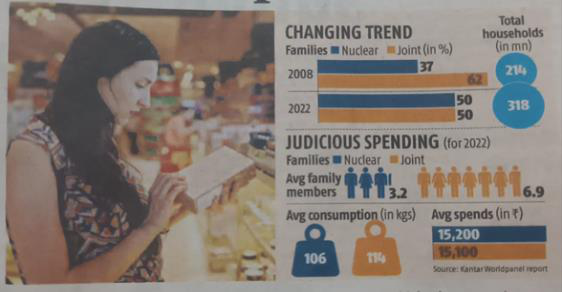 CHANGING TREND
Total
households
(in mn)
Families Nuclear Joint (in %)
2008
37
62
214
2022
50
50
318
JUDICIOUS SPENDING (for 2022)
Families Nuclear Joint
Avg family
members
3.2
6.9
Avg consumption (in kgs)
106
114
Avg spends (in ₹)
15,200
15,100
Source: Kantar Worldpanel report